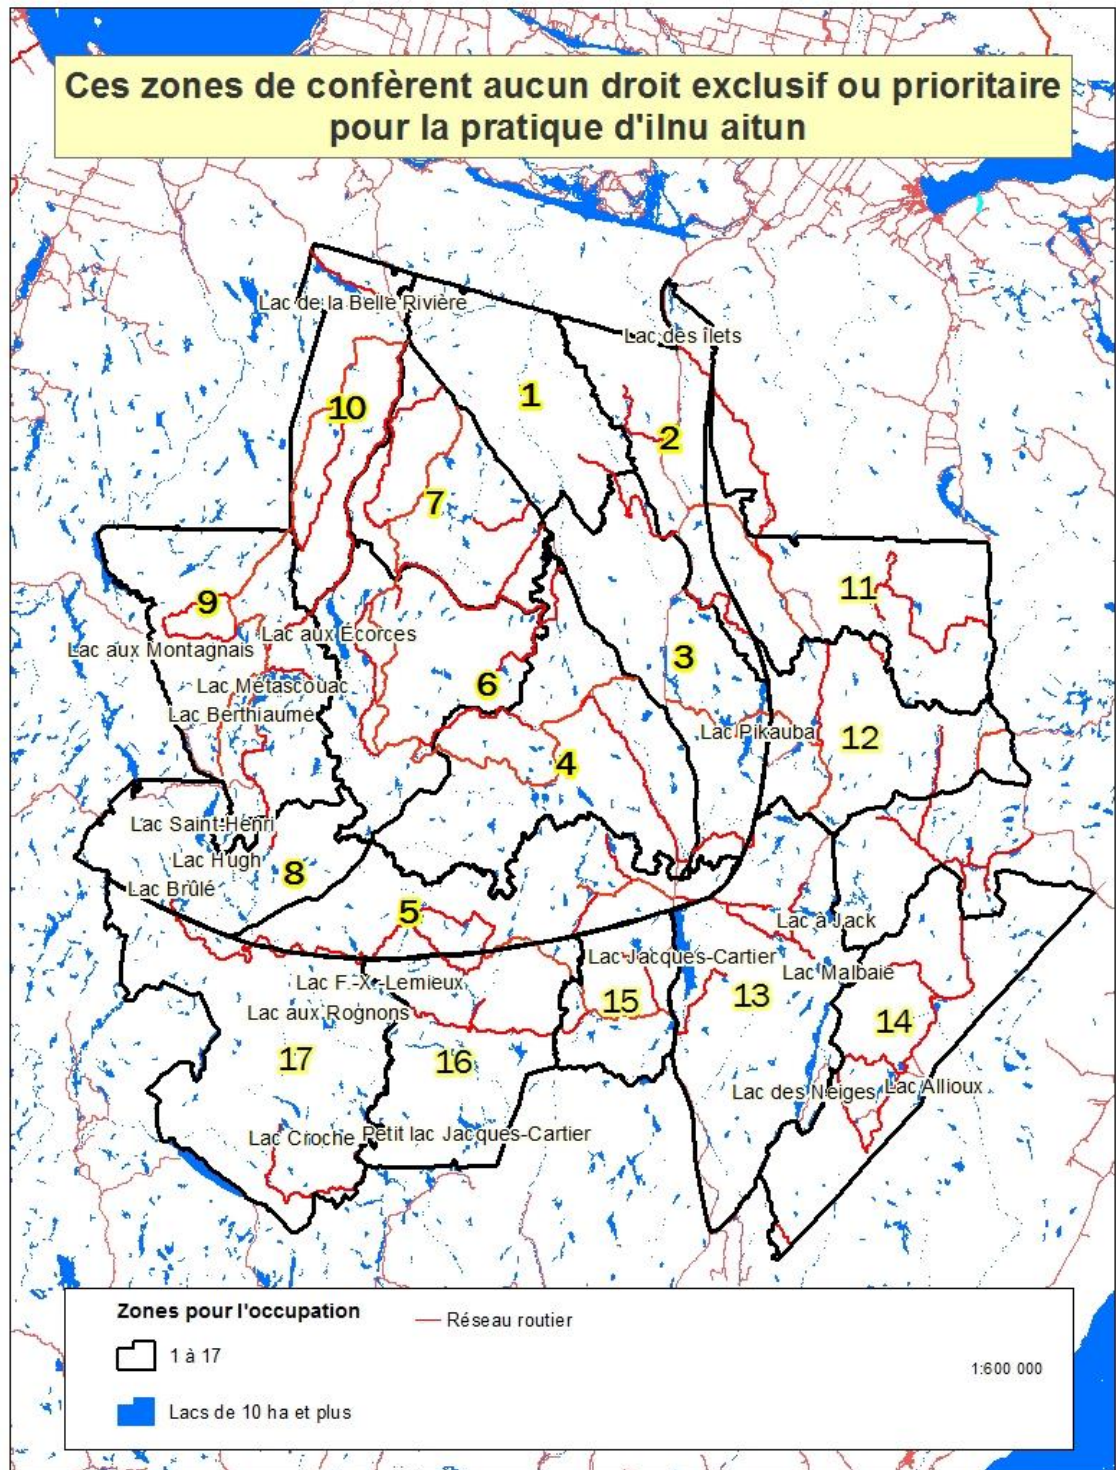 Ces zones de confèrent aucun droit exclusif ou prioritaire
pour la pratique d'ilnu aitun
Lac de la Belle Rivière
Lac des îlets
1
10
2
7
11
9
Lac aux Écorces
Lac aux Montagnais
3
6
Lac Métascouac
Lac Berthiaume
Lac Pikauba
12
4
Lac Saint-Henri
Lac Hugh
8
Lac Brûlé
5
Lac à Jack
Lac Jacques-Cartier
Lac Malbaie
Lac F.-X.-Lemieux
15
13
Lac aux Rognons
14
17
16
Lac des Neiges
Lac Allioux
Lac Croche
Petit lac Jacques-Cartier
Zones pour l'occupation
Réseau routier
1 à 17
1:600 000
Lacs de 10 ha et plus